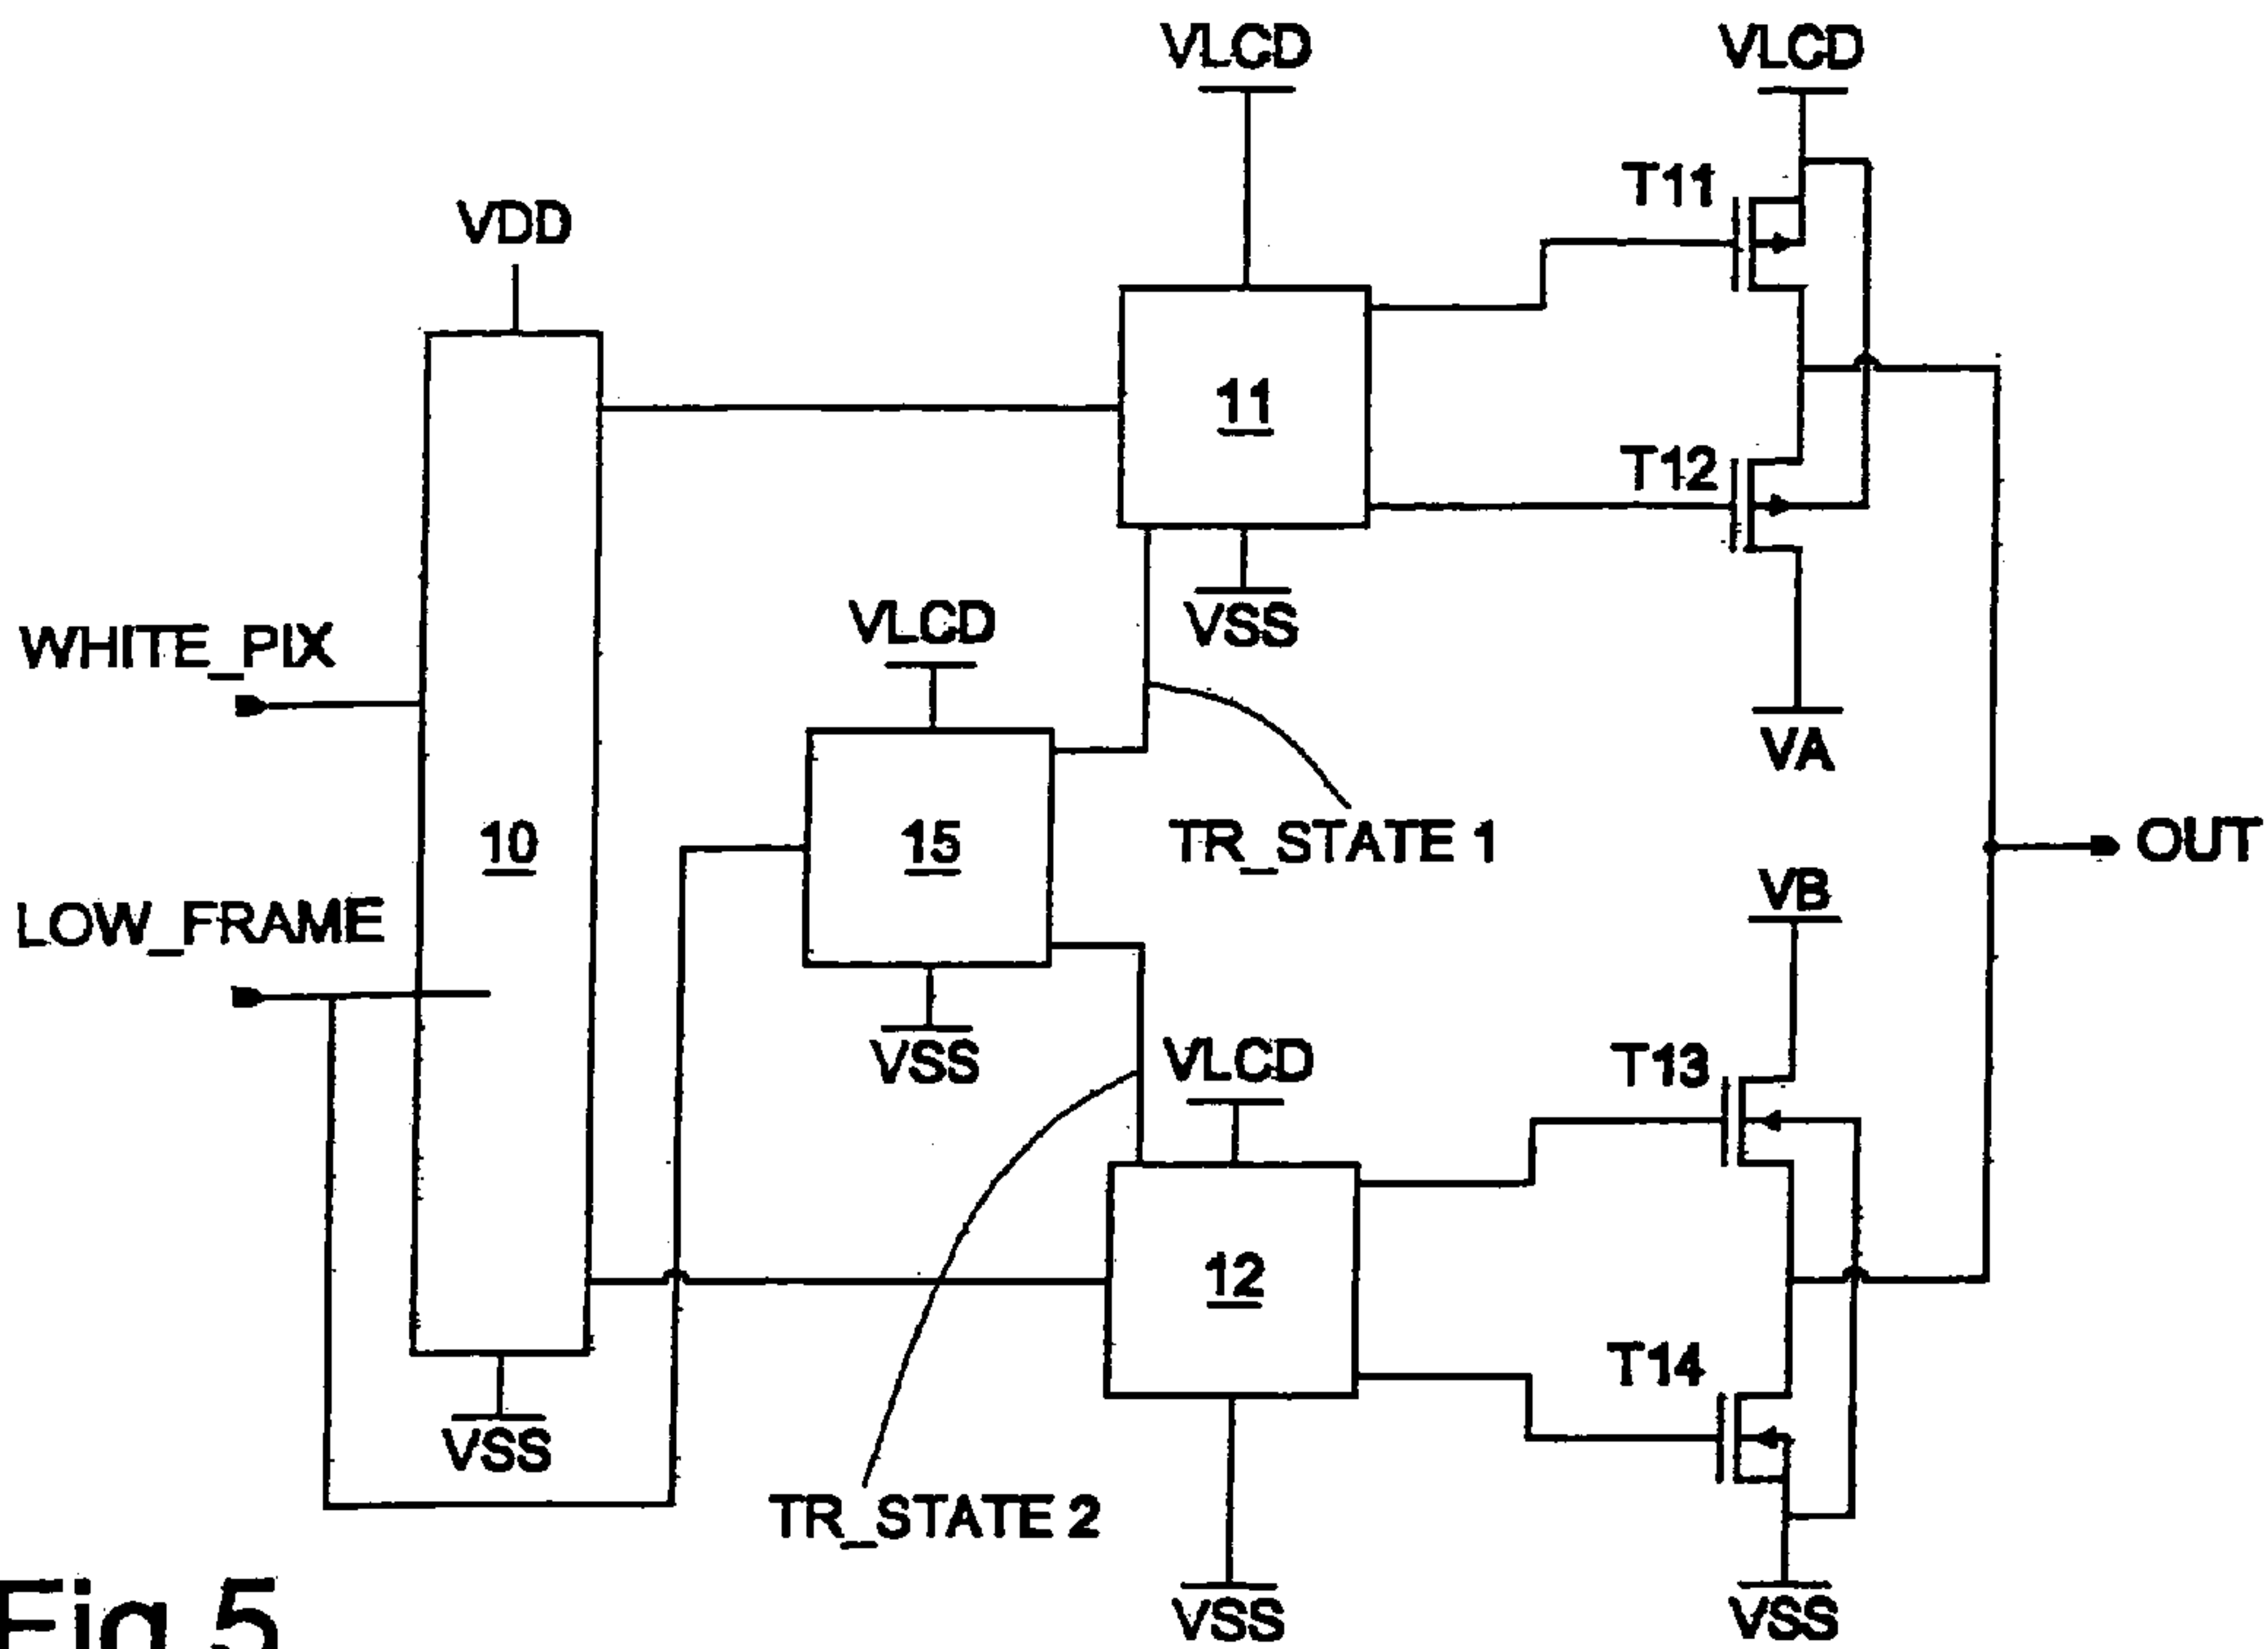 VLCD
VLCD
T11
VDD
11
T12
VLCD
VSS
WHITE_PIX
VA
10
15
TR_STATE 1
OUT
VB
LOW_FRAME
VSS
VLCD
T13
12
T14
VSS
TR_STATE 2
VSS
VSS
Fig 5